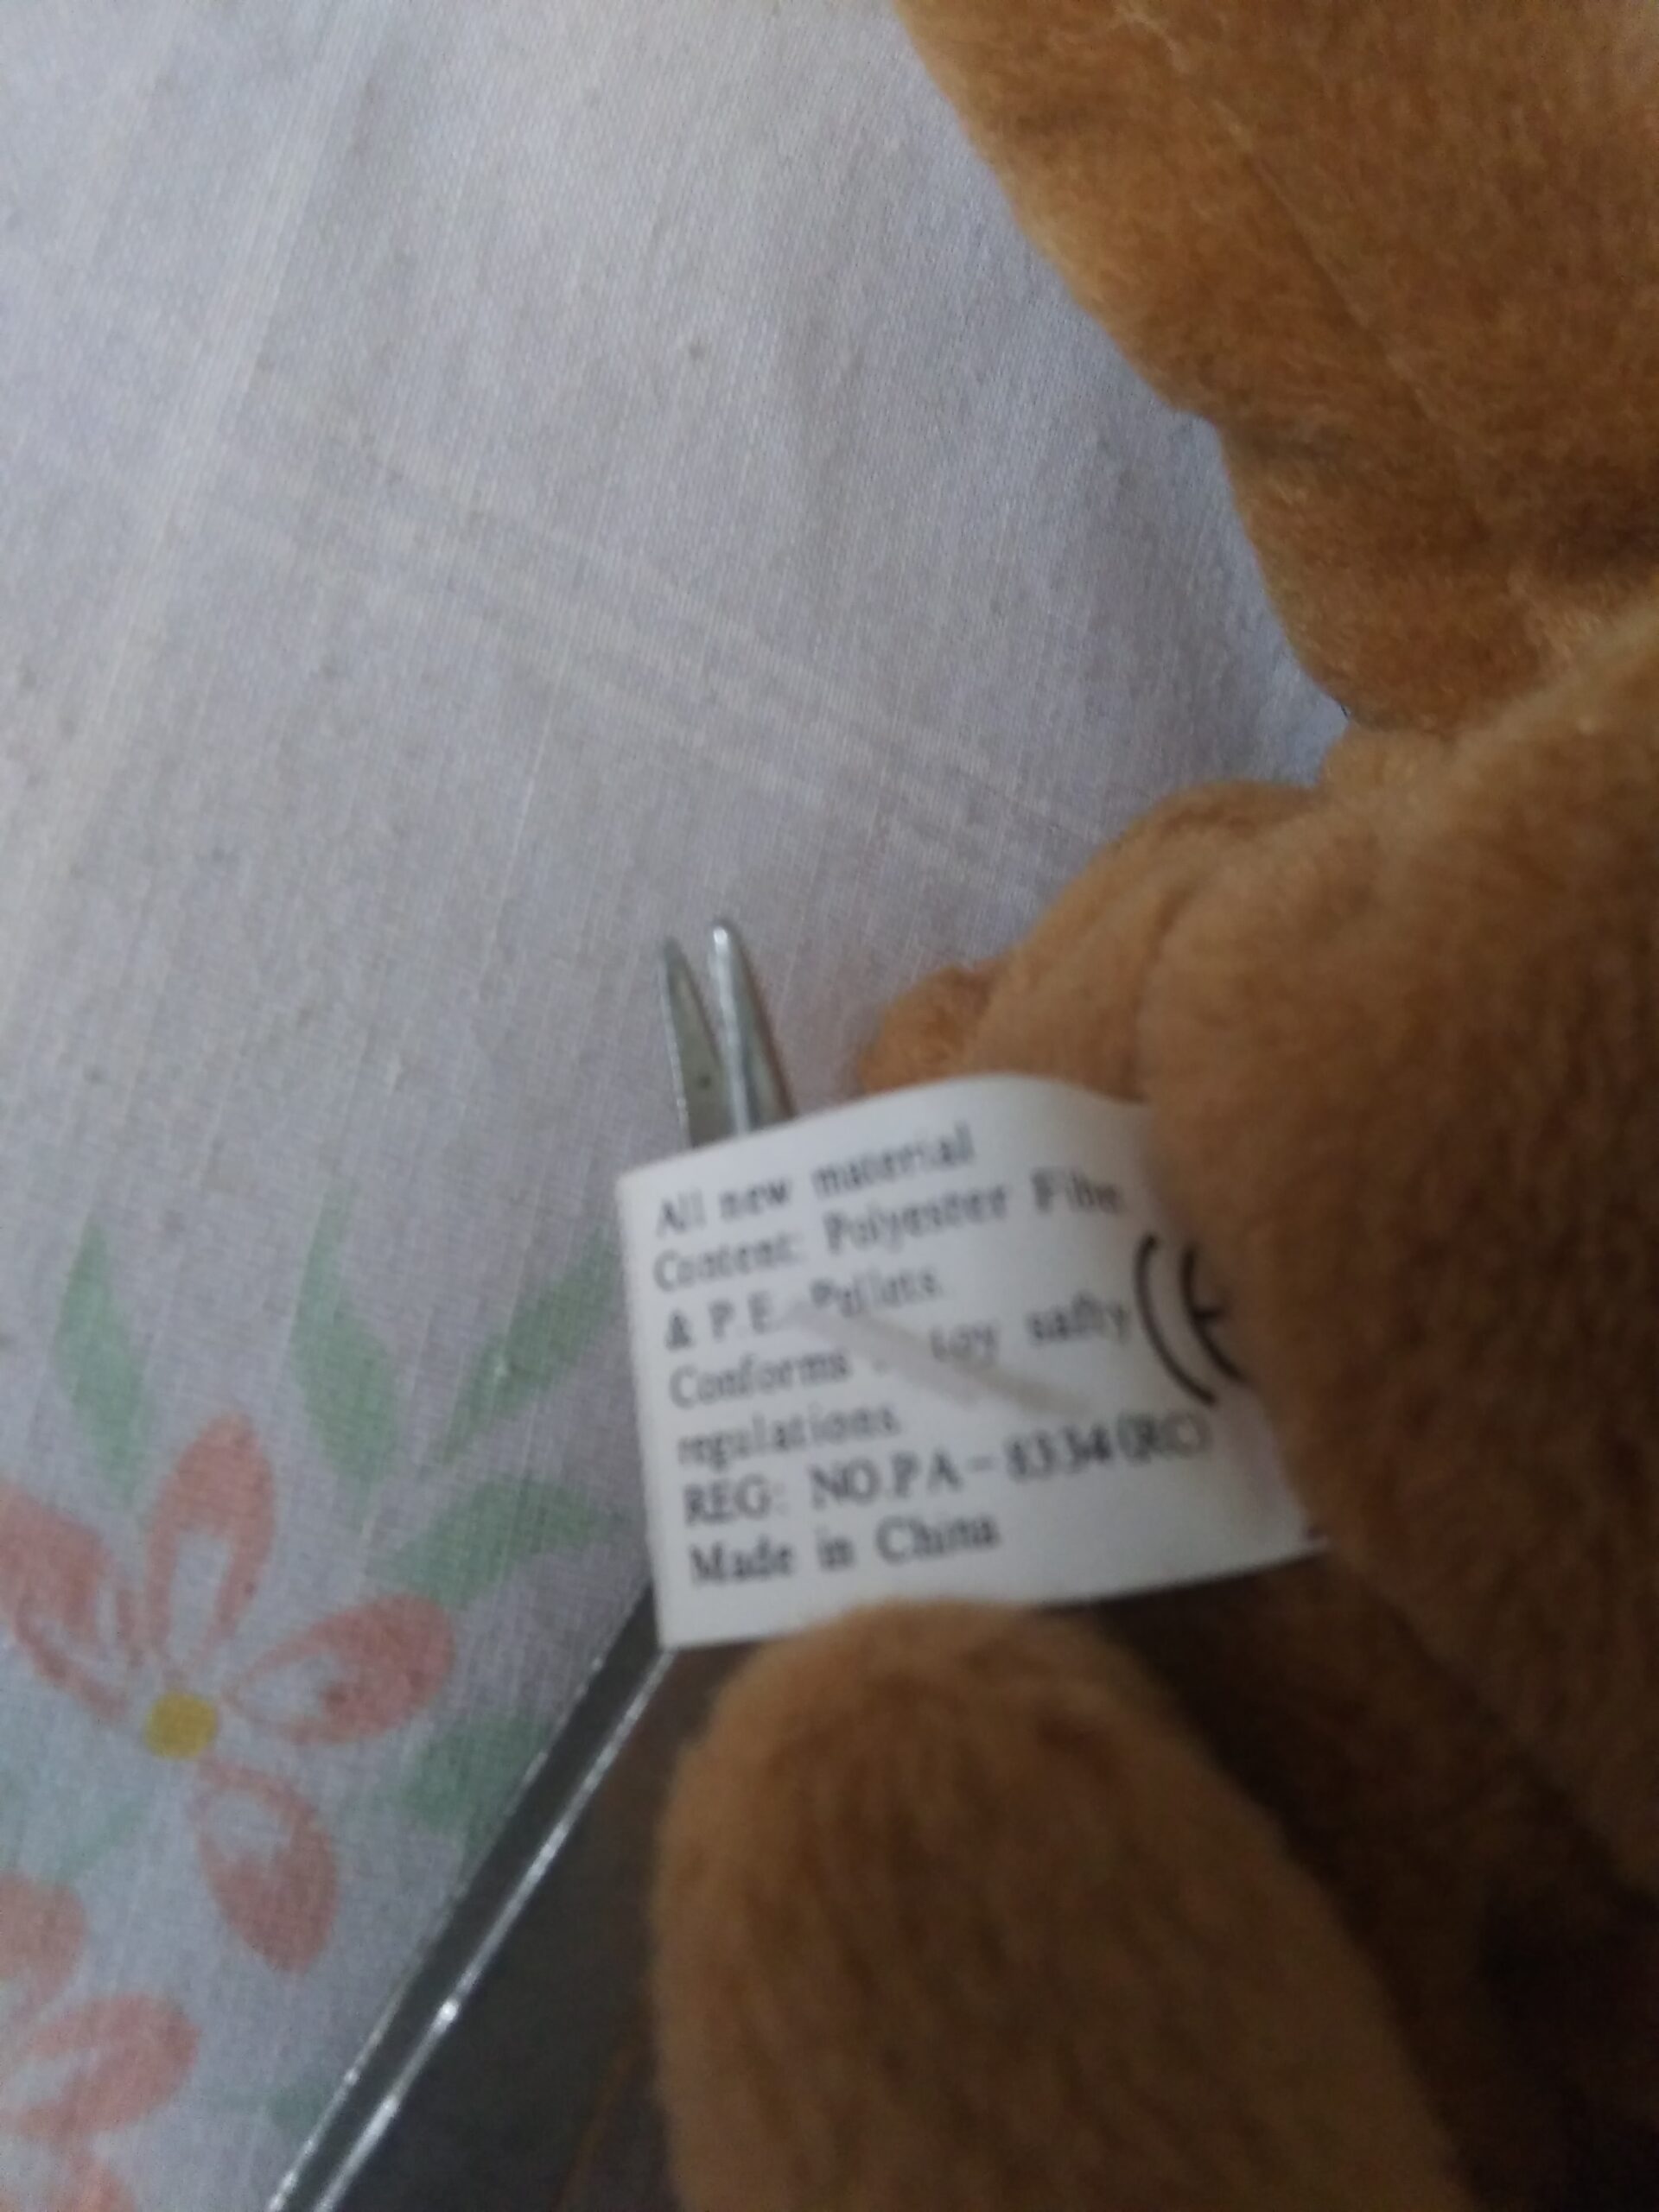 All new material
Content: Polyester Fibe
& P.E. Pellets.
Conforms toy safty
regulations.
REG: NO.PA-8334(RC)
Made in China
CE